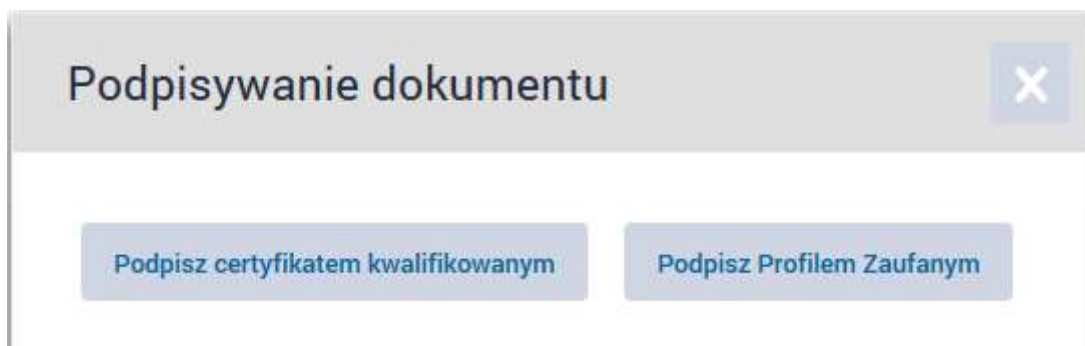 Podpisywanie dokumentu
Podpisz certyfikatem kwalifikowanym Podpisz Profilem Zaufanym